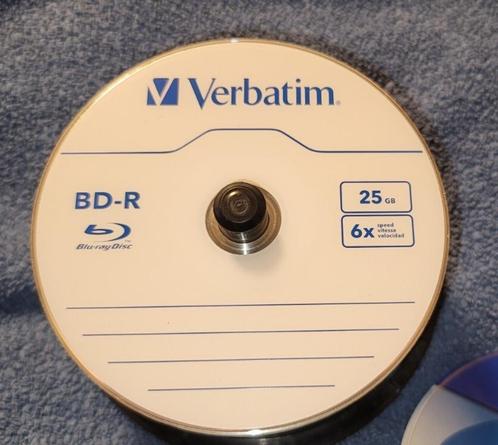 Verbatim®
BD-R
Blu-ray Disc
25 GB
6x speed
vitesse
velocidad